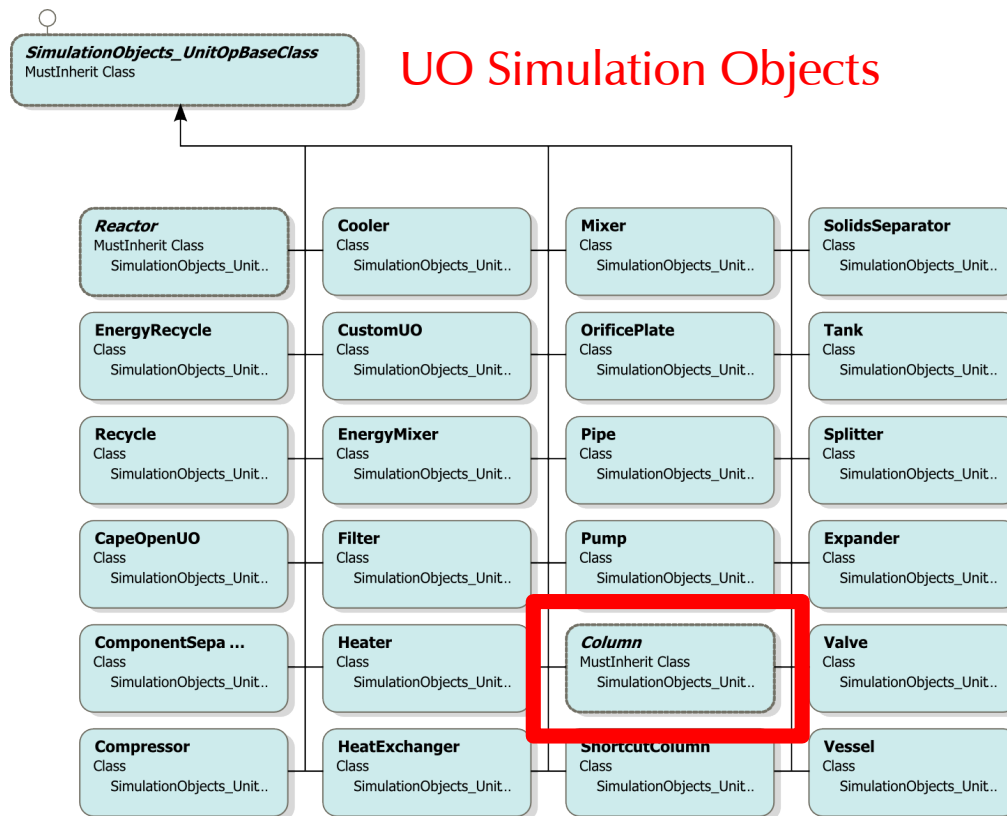 SimulationObjects_UnitOpBaseClass
MustInherit Class
UO Simulation Objects
Reactor
MustInherit Class
SimulationObjects_Unit..
Cooler
Class
SimulationObjects_Unit..
Mixer
Class
SimulationObjects_Unit..
SolidsSeparator
Class
SimulationObjects_Unit..
EnergyRecycle
Class
SimulationObjects_Unit..
CustomUO
Class
SimulationObjects_Unit..
OrificePlate
Class
SimulationObjects_Unit..
Tank
Class
SimulationObjects_Unit..
Recycle
Class
SimulationObjects_Unit..
EnergyMixer
Class
SimulationObjects_Unit..
Pipe
Class
SimulationObjects_Unit..
Splitter
Class
SimulationObjects_Unit..
CapeOpenUO
Class
SimulationObjects_Unit..
Filter
Class
SimulationObjects_Unit..
Pump
Class
SimulationObjects_Unit..
Expander
Class
SimulationObjects_Unit..
ComponentSepa ...
Class
SimulationObjects_Unit..
Heater
Class
SimulationObjects_Unit..
Column
MustInherit Class
SimulationObjects_Unit..
Valve
Class
SimulationObjects_Unit..
Compressor
Class
SimulationObjects_Unit..
HeatExchanger
Class
SimulationObjects_Unit..
ShortcutColumn
Class
SimulationObjects_Unit..
Vessel
Class
SimulationObjects_Unit..